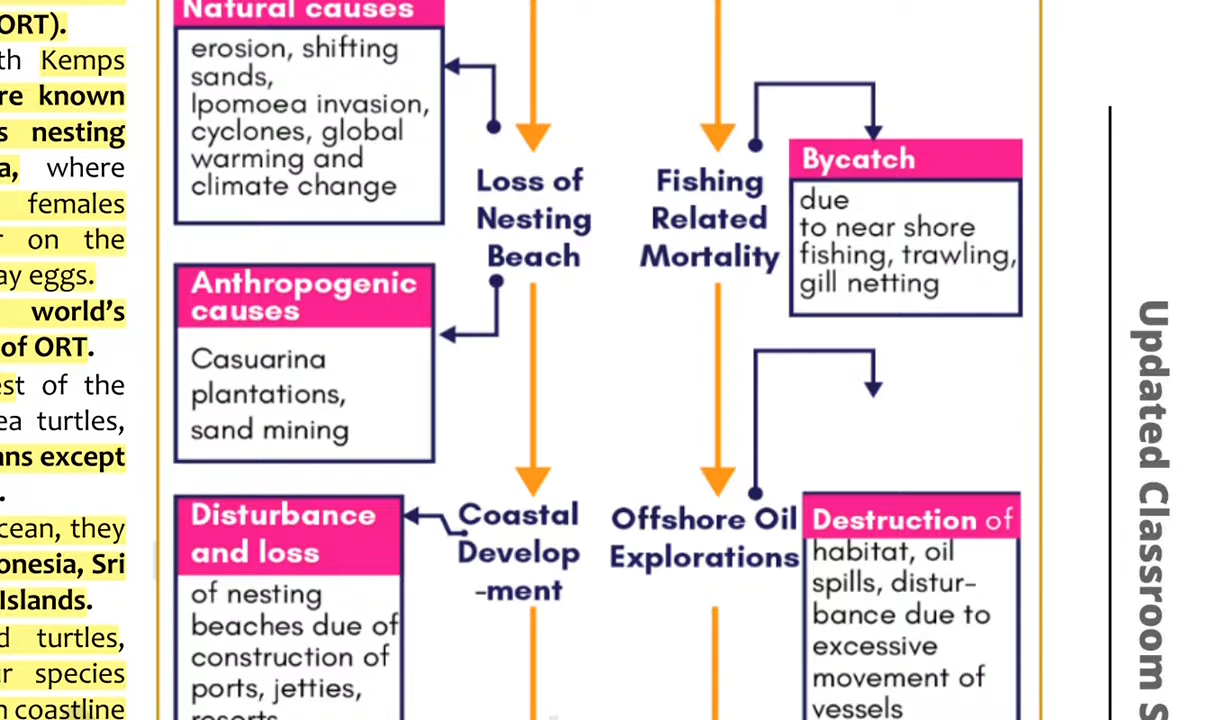 ORT).
th Kemps
re known
s nesting
a, where
females
r on the
ay eggs.
world's
of ORT.
est of the
ea turtles,
ans except
.
cean, they
onesia, Sri
Islands.
d turtles,
ur species
n coastline
Natural causes
erosion, shifting
sands,
Ipomoea invasion,
cyclones, global
warming and
climate change
Anthropogenic
causes
Casuarina
plantations,
sand mining
Disturbance
and loss
of nesting
beaches due of
construction of
ports, jetties,
resorts
Loss of
Nesting
Beach
Coastal
Develop
-ment
Fishing
Related
Mortality
Offshore Oil
Explorations
Bycatch
due
to near shore
fishing, trawling,
gill netting
Destruction of
habitat, oil
spills, distur-
bance due to
excessive
movement of
vessels
Updated Classroom S